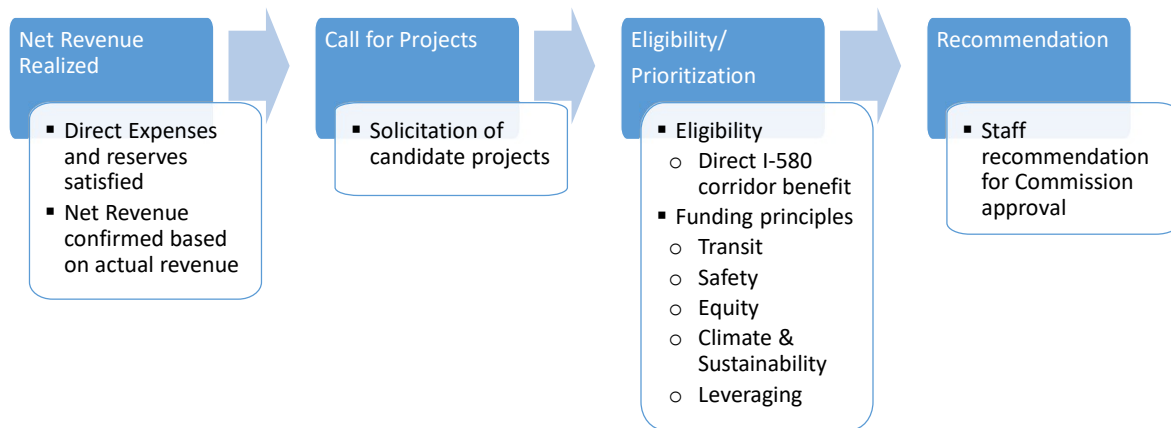 Net Revenue
Realized
▪ Direct Expenses
and reserves
satisfied
▪ Net Revenue
confirmed based
on actual revenue
Call for Projects
▪ Solicitation of
candidate projects
Eligibility/
Prioritization
▪ Eligibility
o Direct I-580
corridor benefit
▪ Funding principles
o Transit
o Safety
o Equity
o Climate &
Sustainability
o Leveraging
Recommendation
▪ Staff
recommendation
for Commission
approval